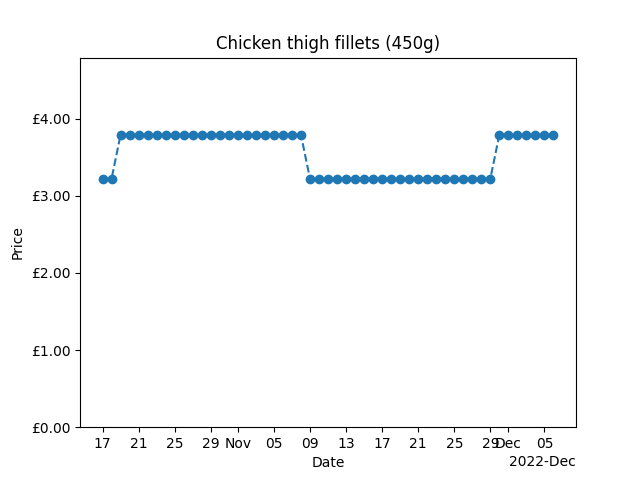 Chicken thigh fillets (450g)
£4.00
£3.00
£2.00
£1.00
£0.00
Price
17 21 25 29 Nov 05 09 13 17 21 25 29 Dec 05
Date
2022-Dec